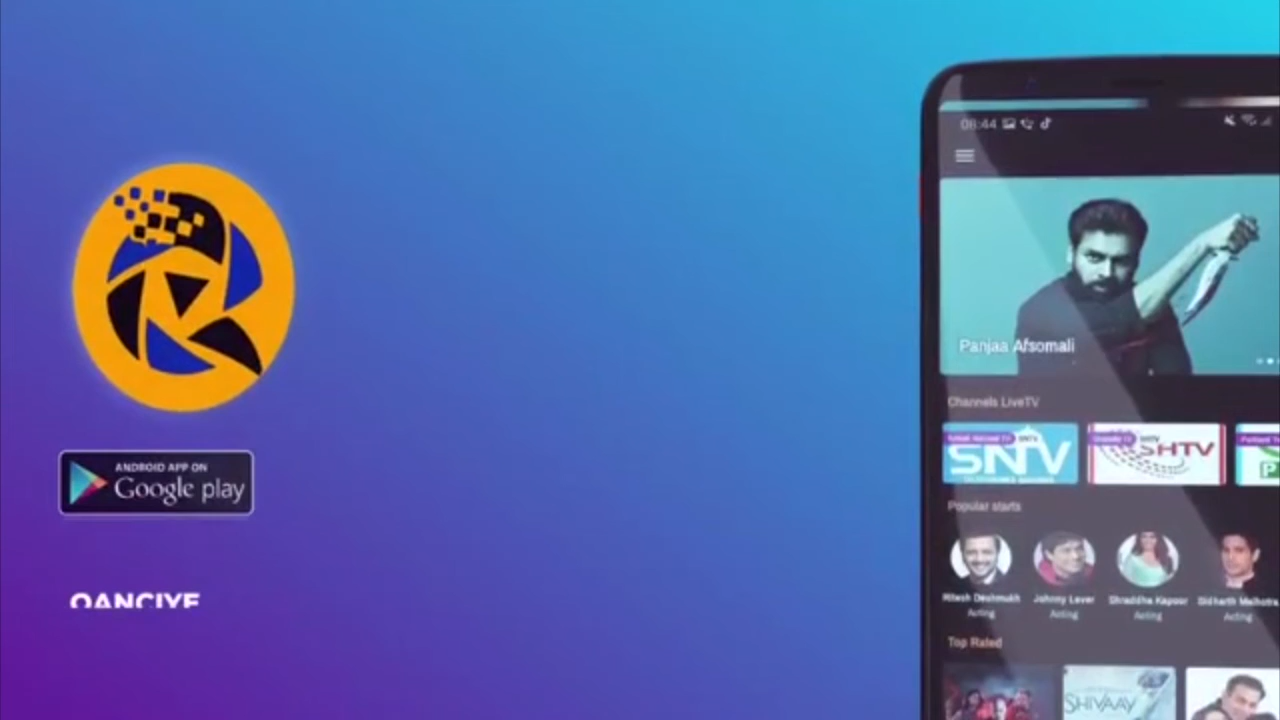 ANDROID APP ON
Google play
QANCIYE
08:44
Panjaa Afsomali
Channels LiveTV
SNTV
SNTV
SHTV
P
Popular starts
Ritesh Deshmukh
Acting
Johnny Lever
Acting
Shraddha Kapoor
Acting
Sidharth Malhotra
Acting
Top Rated
SHIVAAY